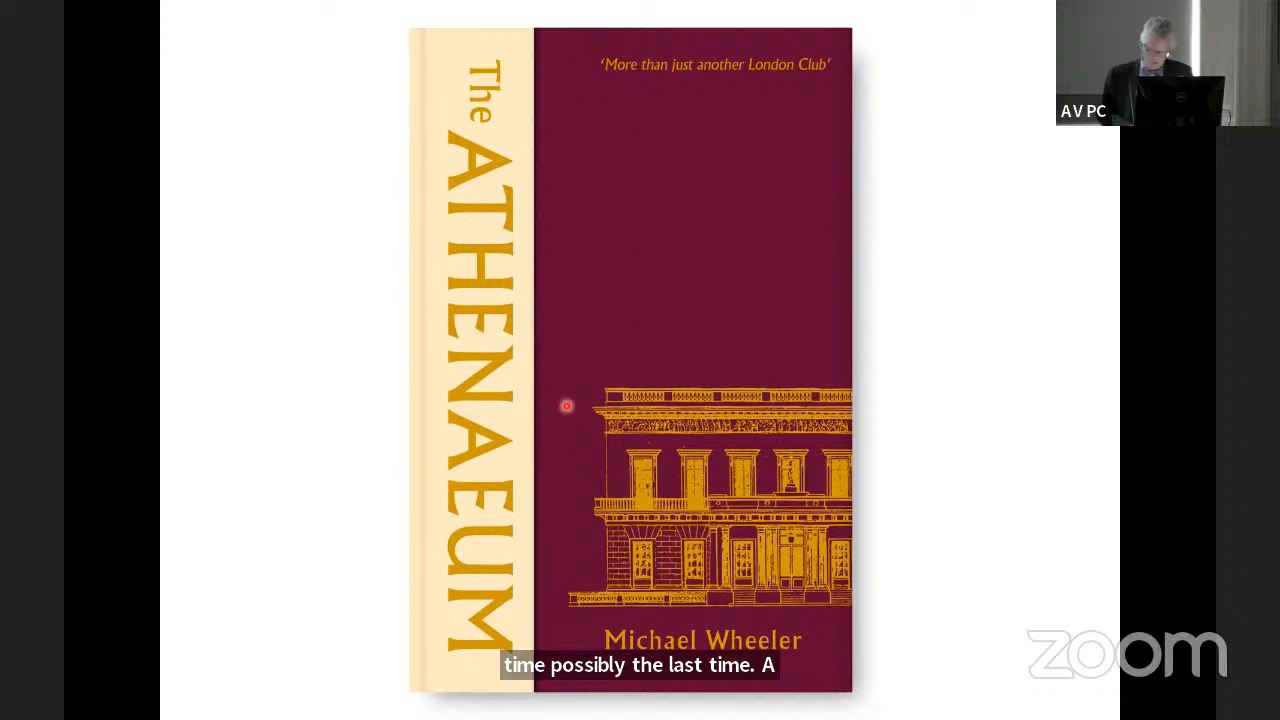 The ATHENAEUM
'More than just another London Club'
Michael Wheeler
time possibly the last time. A
AV PC
zoom